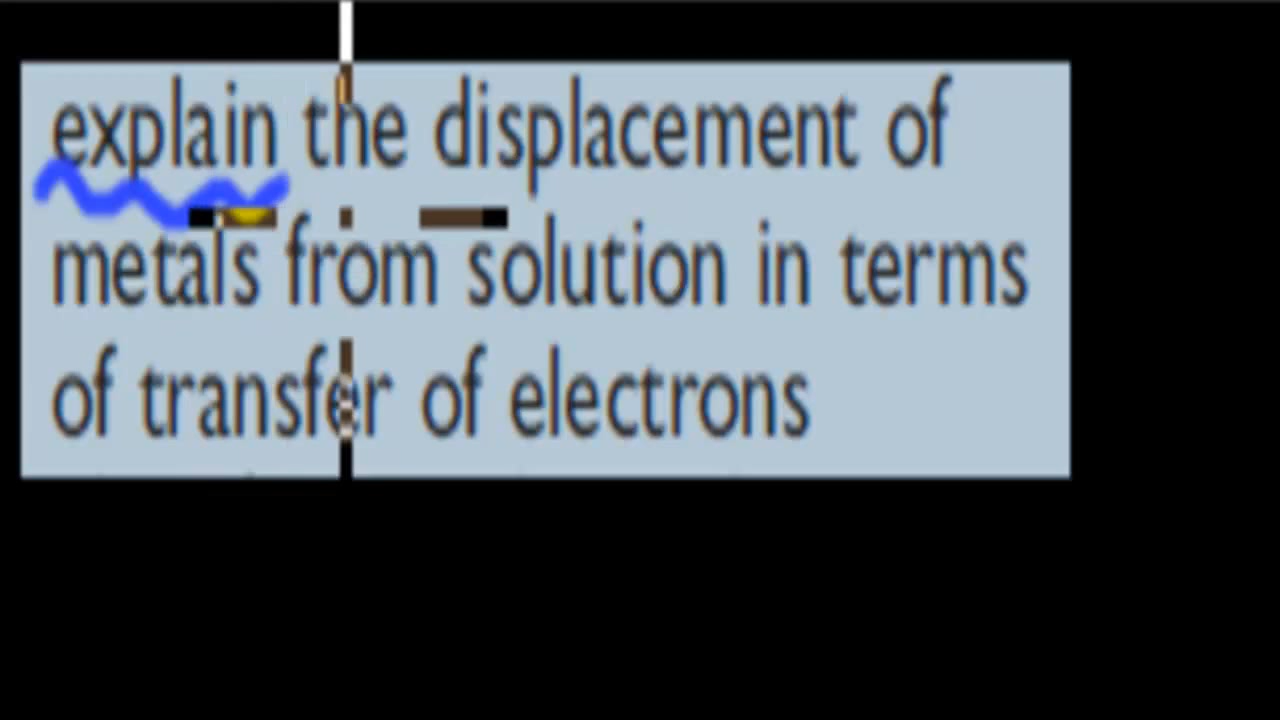 explain the displacement of
metals from solution in terms
of transfer of electrons